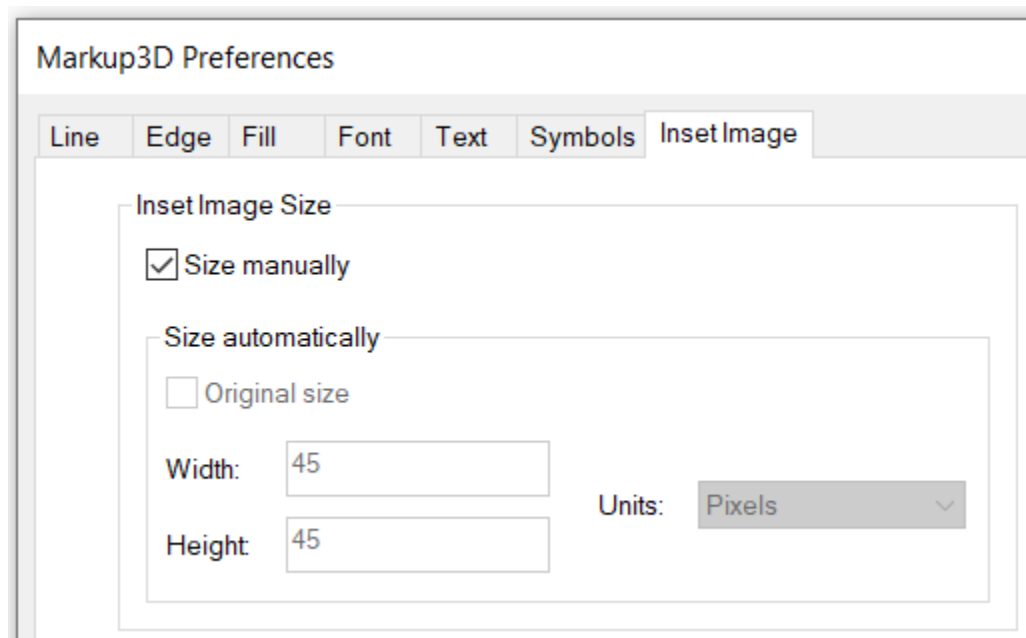 Markup3D Preferences
Line Edge Fill Font Text Symbols Inset Image
Inset Image Size
Size manually
Size automatically
Original size
Width: 45
Units: Pixels
Height: 45